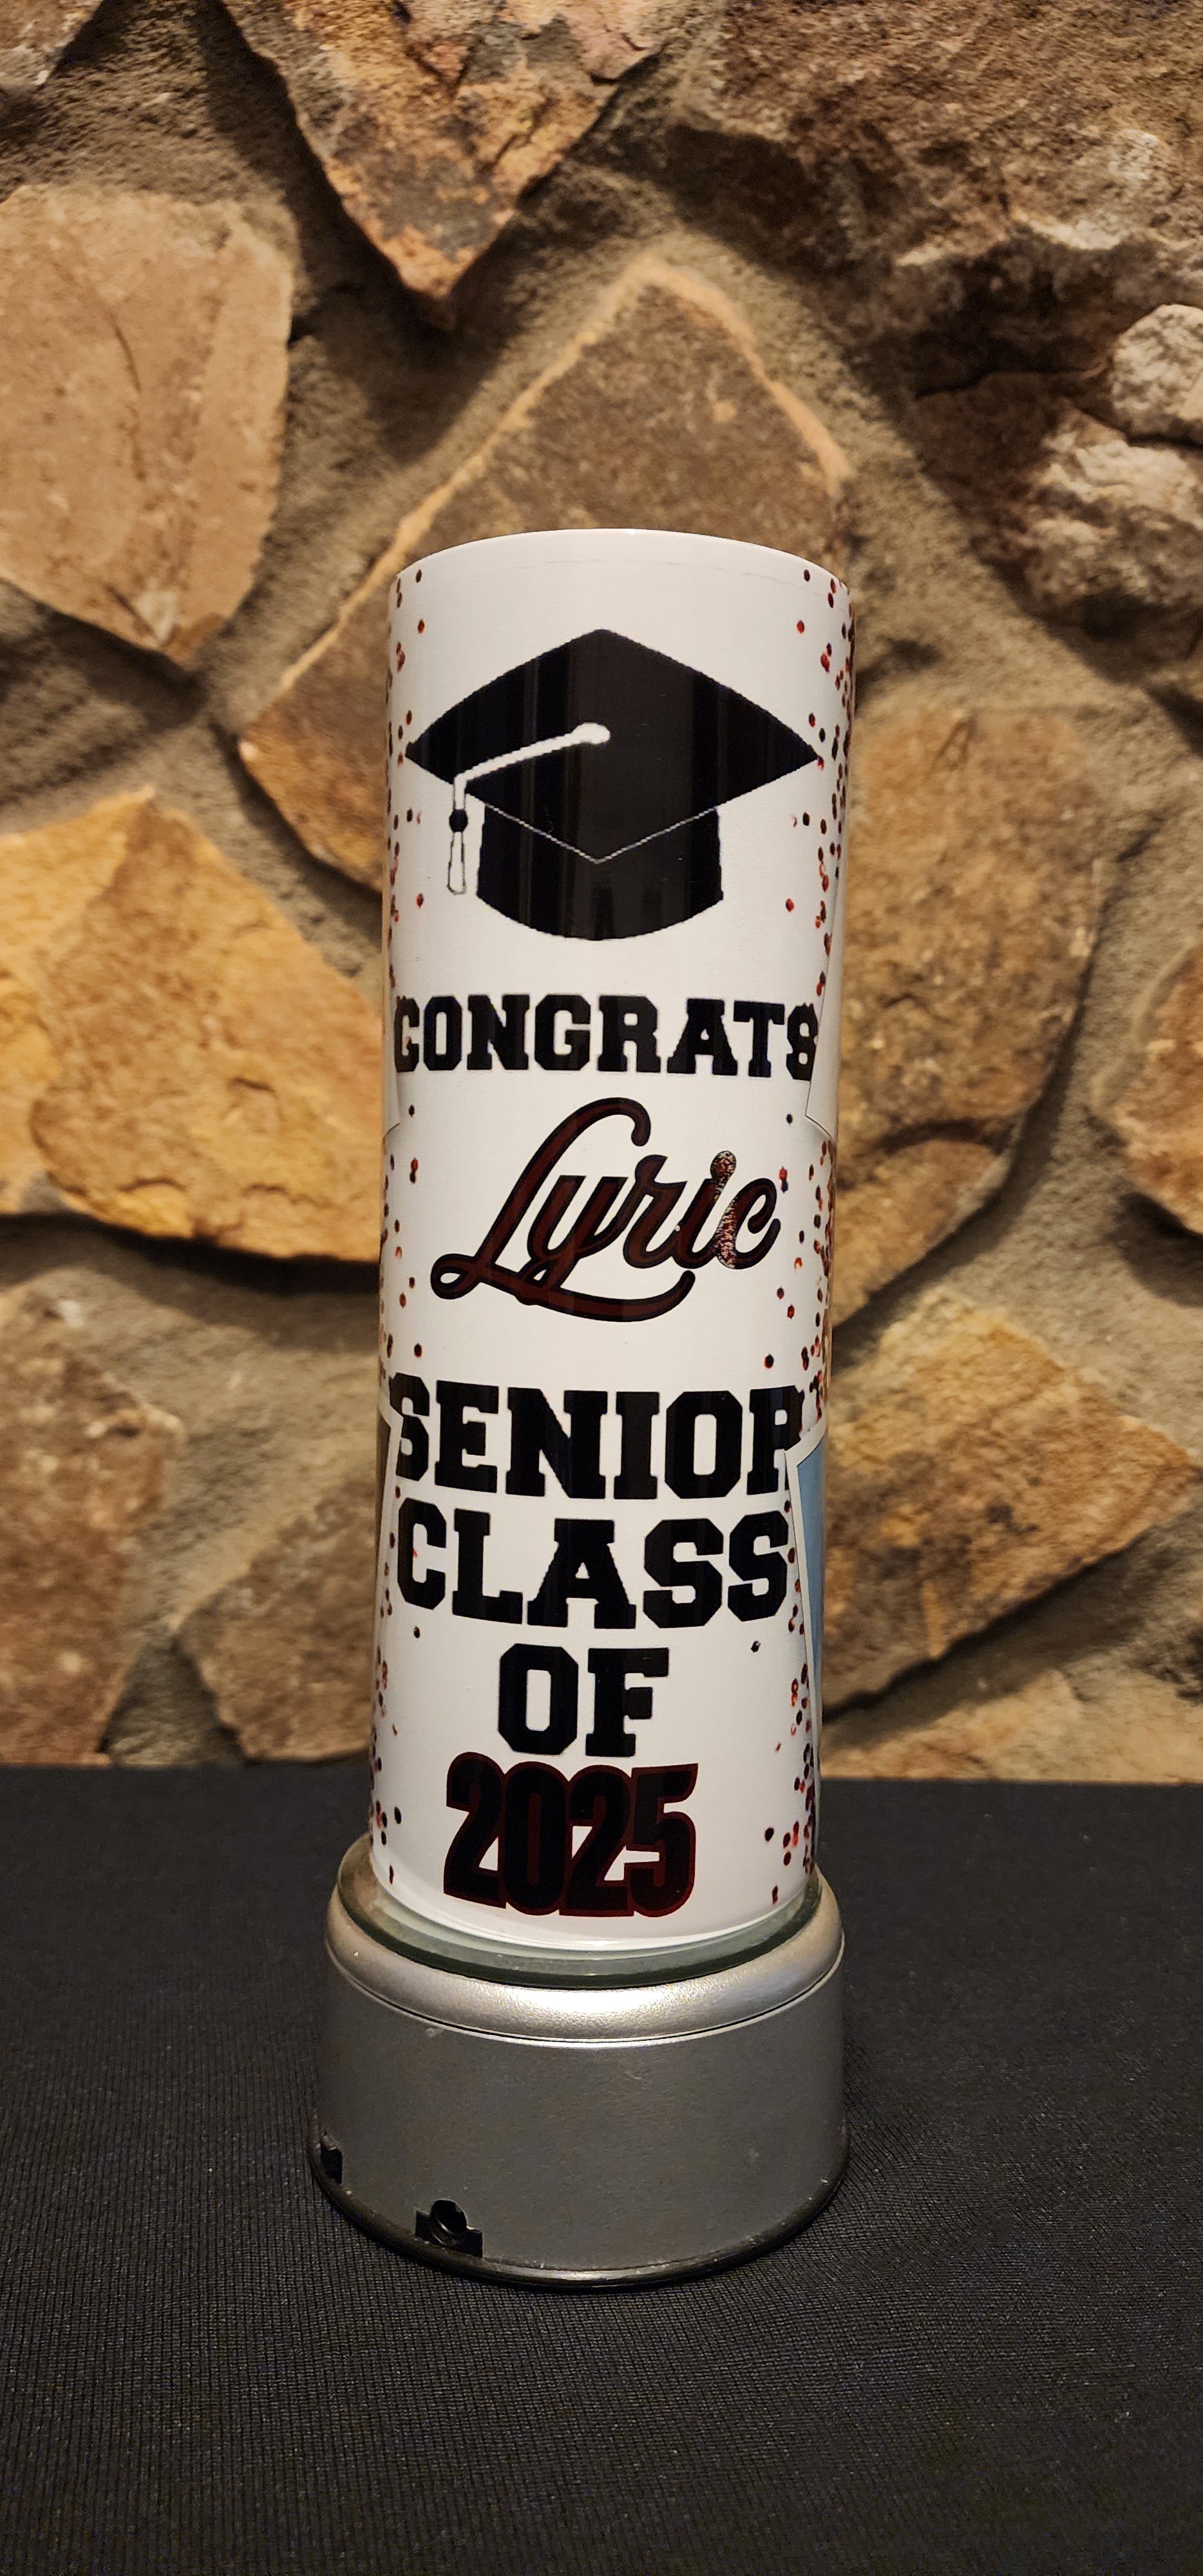 CONGRATS
Lyric
SENIOR
CLASS
OF
2025